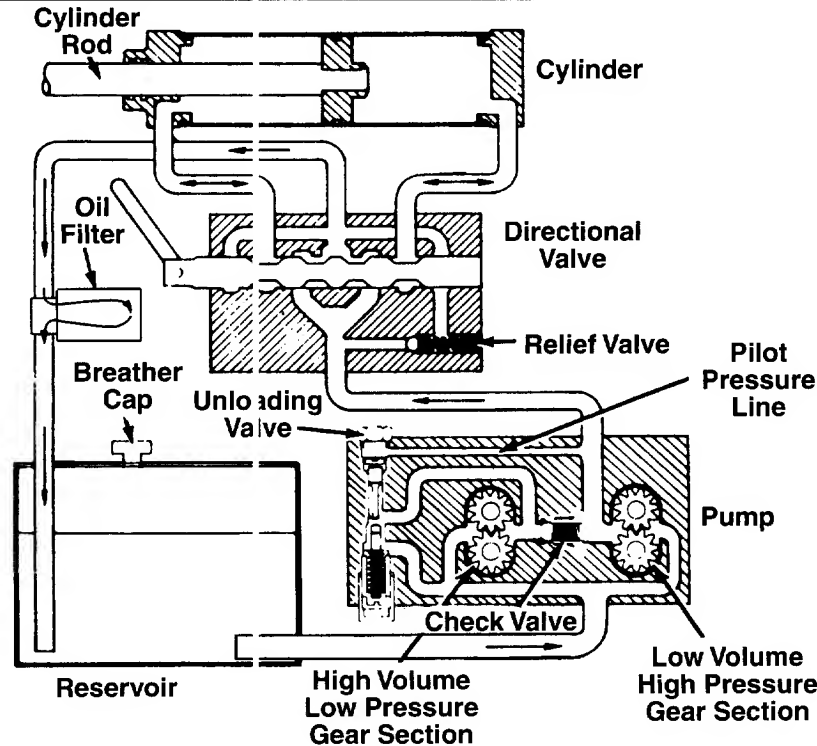 Cylinder
Rod
Cylinder
Oil
Filter
Directional
Valve
Relief Valve
Breather
Cap
Unloading
Valve
Pilot
Pressure
Line
Pump
Check Valve
Reservoir
High Volume
Low Pressure
Gear Section
Low Volume
High Pressure
Gear Section